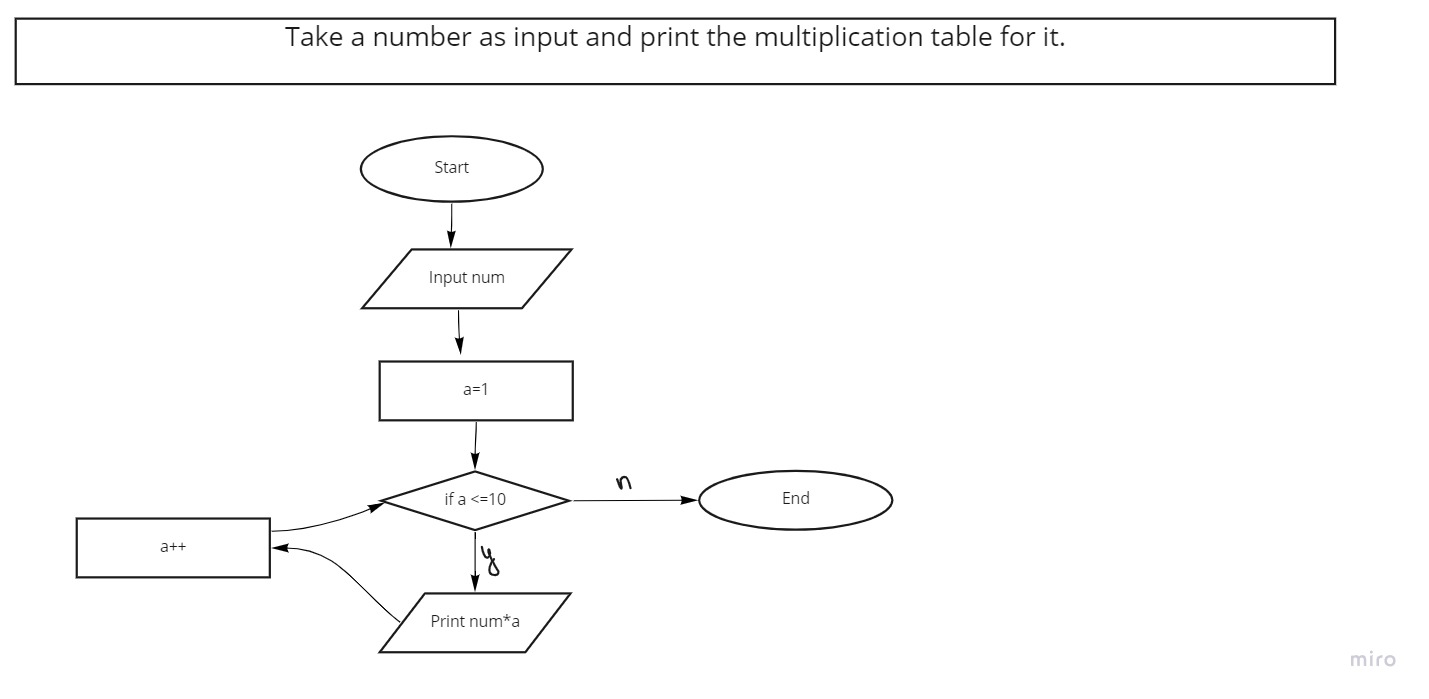 Take a number as input and print the multiplication table for it.
Start
Input num
a=1
if a <=10
n
End
a++
y
Print num*a
miro